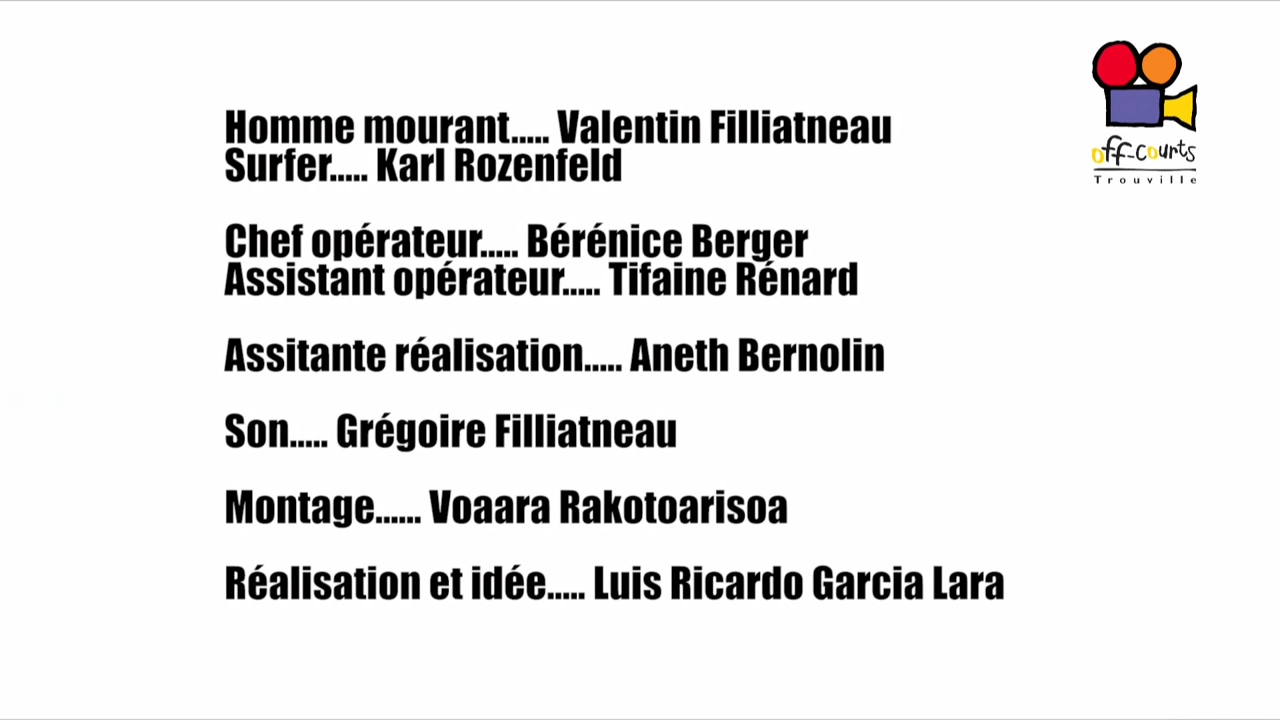 Homme mourant..... Valentin Filliatneau
Surfer..... Karl Rozenfeld
Chef opérateur..... Bérénice Berger
Assistant opérateur..... Tifaine Rénard
Assitante réalisation..... Aneth Bernolin
Son..... Grégoire Filliatneau
Montage...... Voaara Rakotoarisoa
Réalisation et idée..... Luis Ricardo Garcia Lara
off-courts
Trouville